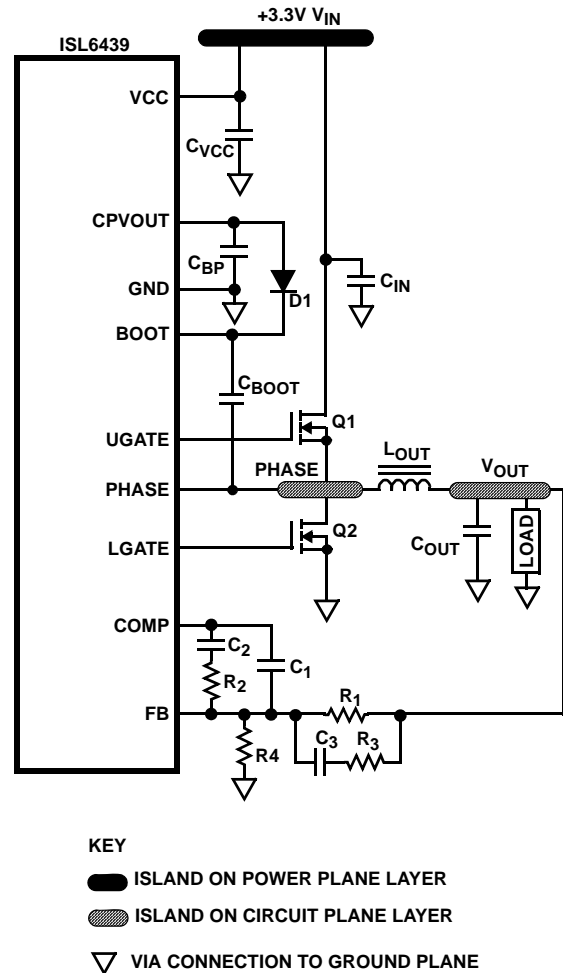 +3.3V VIN
ISL6439
VCC
CVCC
CPVOUT
CBP
GND
D1
CIN
BOOT
CBOOT
Q1
UGATE
LOUT
PHASE
PHASE
VOUT
Q2
COUT
LOAD
LGATE
COMP
C2
C1
R2
R1
FB
C3
R3
R4
KEY
ISLAND ON POWER PLANE LAYER
ISLAND ON CIRCUIT PLANE LAYER
VIA CONNECTION TO GROUND PLANE